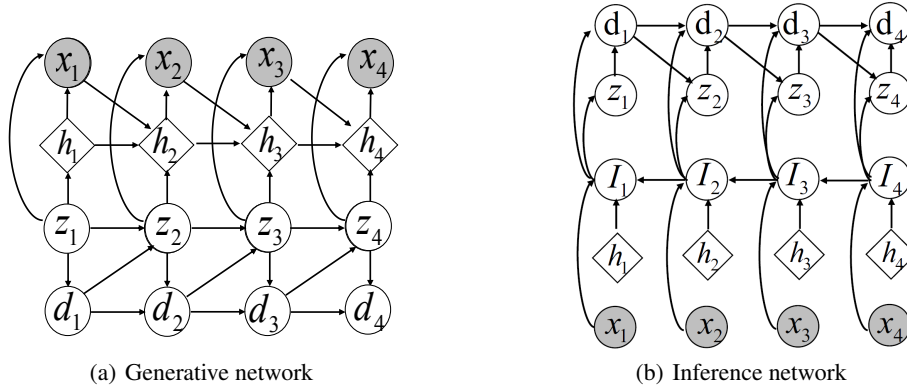 x₁ x₂ x₃ x₄
h₁ h₂ h₃ h₄
z₁ z₂ z₃ z₄
d₁ d₂ d₃ d₄
(a) Generative network
d₁ d₂ d₃ d₄
z₁ z₂ z₃ z₄
I₁ I₂ I₃ I₄
h₁ h₂ h₃ h₄
x₁ x₂ x₃ x₄
(b) Inference network